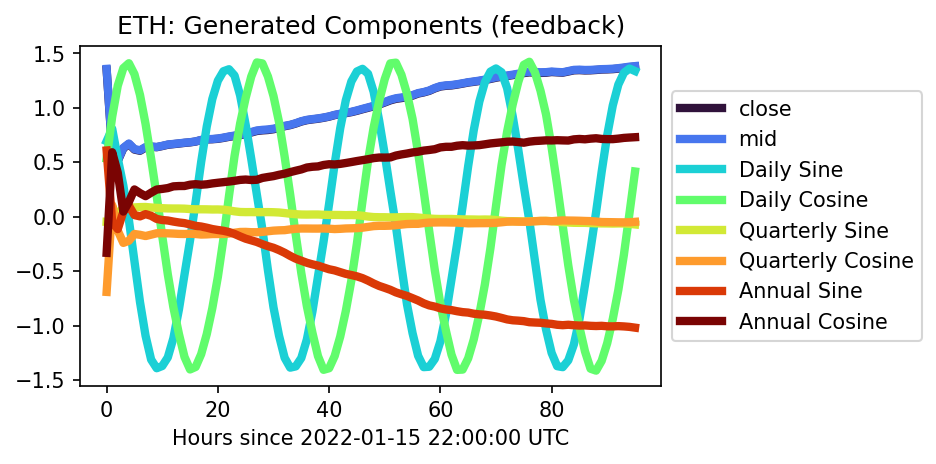 ETH: Generated Components (feedback)
1.5
1.0
0.5
0.0
−0.5
−1.0
−1.5
0
20
40
60
80
Hours since 2022-01-15 22:00:00 UTC
close
mid
Daily Sine
Daily Cosine
Quarterly Sine
Quarterly Cosine
Annual Sine
Annual Cosine